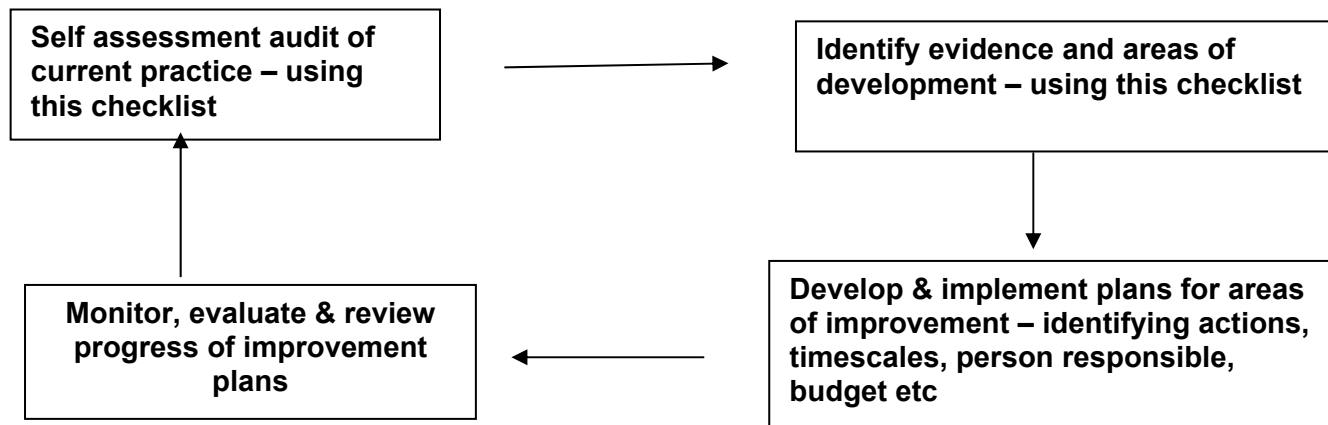 Self assessment audit of
current practice – using
this checklist
Identify evidence and areas of
development – using this checklist
Develop & implement plans for areas
of improvement – identifying actions,
timescales, person responsible,
budget etc
Monitor, evaluate & review
progress of improvement
plans